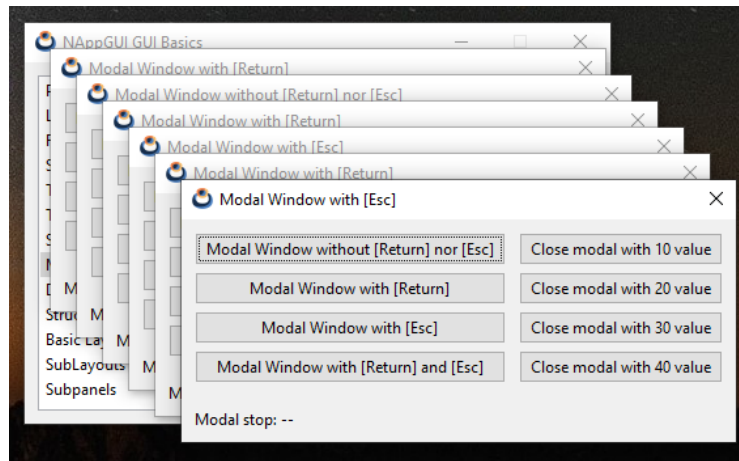 NAppGUI GUI Basics
Modal Window with [Return]
Modal Window without [Return] nor [Esc]
Modal Window with [Return]
Modal Window with [Esc]
Modal Window with [Return]
Modal Window with [Esc]
Modal Window without [Return] nor [Esc] Close modal with 10 value
Modal Window with [Return] Close modal with 20 value
Modal Window with [Esc] Close modal with 30 value
Modal Window with [Return] and [Esc] Close modal with 40 value
Modal stop: --
SubLayouts
Subpanels